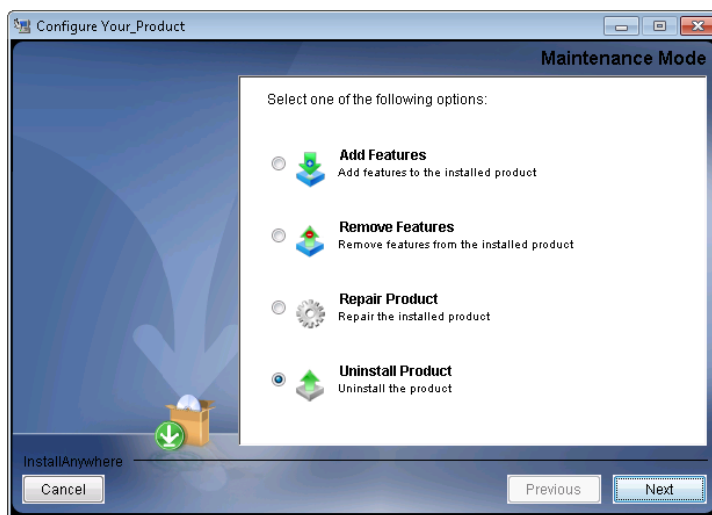 Configure Your_Product
Maintenance Mode
Select one of the following options:
Add Features
Add features to the installed product
Remove Features
Remove features from the installed product
Repair Product
Repair the installed product
Uninstall Product
Uninstall the product
InstallAnywhere
Cancel
Previous
Next